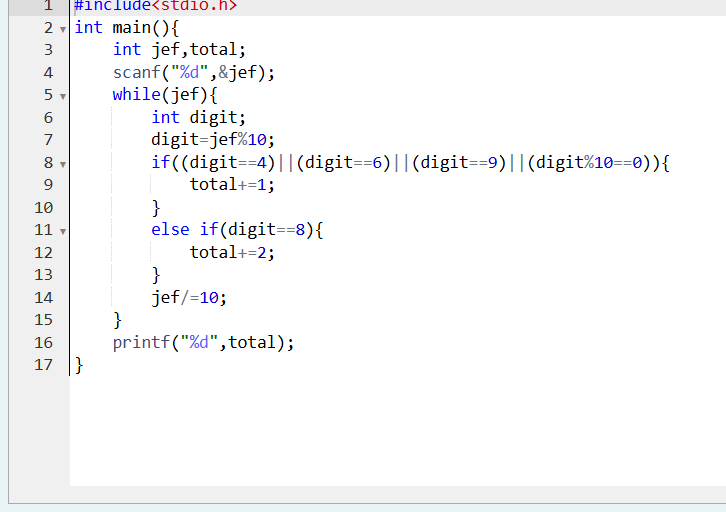 1 #include<stdio.h>
2 int main(){
3 int jef,total;
4 scanf("%d",&jef);
5 while(jef){
6 int digit;
7 digit=jef%10;
8 if((digit==4)||(digit==6)||(digit==9)||(digit%10==0)){
9 total+=1;
10 }
11 else if(digit==8){
12 total+=2;
13 }
14 jef/=10;
15 }
16 printf("%d",total);
17 }